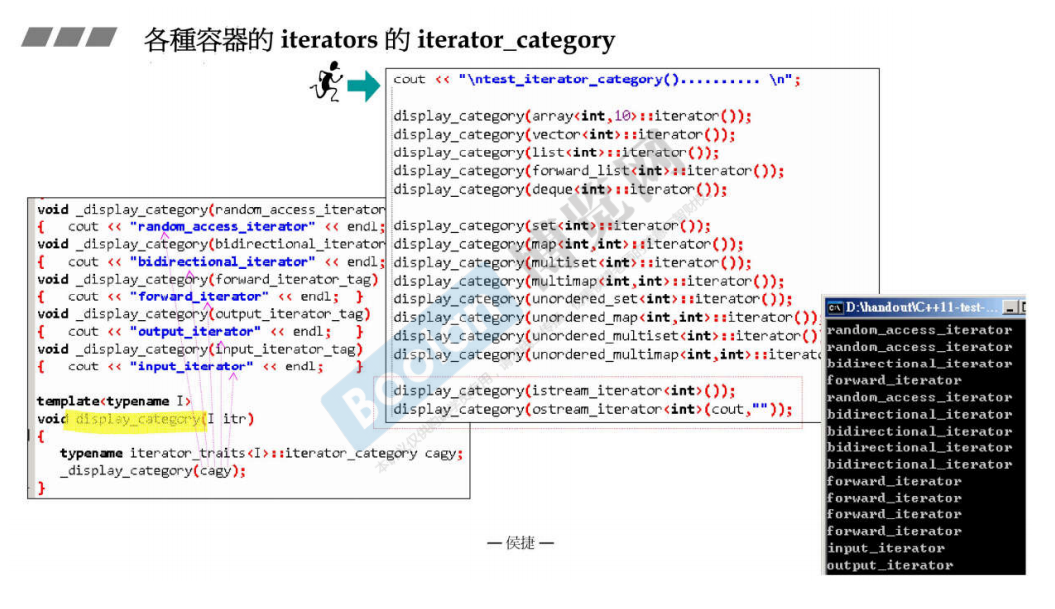 各種容器的 iterators 的 iterator_category
cout << "\ntest_iterator_category().......... \n";
display_category(array<int,10>::iterator());
display_category(vector<int>::iterator());
display_category(list<int>::iterator());
display_category(forward_list<int>::iterator());
display_category(deque<int>::iterator());
display_category(set<int>::iterator());
display_category(map<int,int>::iterator());
display_category(multiset<int>::iterator());
display_category(multimap<int,int>::iterator());
display_category(unordered_set<int>::iterator());
display_category(unordered_map<int,int>::iterator());
display_category(unordered_multiset<int>::iterator()
display_category(unordered_multimap<int,int>::iterato
display_category(istream_iterator<int>());
display_category(ostream_iterator<int>(cout,""));
void _display_category(random_access_iterator
{ cout << "random_access_iterator" << endl;
void _display_category(bidirectional_iterator
{ cout << "bidirectional_iterator" << endl;
void _display_category(forward_iterator_tag)
{ cout << "forward_iterator" << endl; }
void _display_category(output_iterator_tag)
{ cout << "output_iterator" << endl; }
void _display_category(input_iterator_tag)
{ cout << "input_iterator" << endl; }
template<typename I>
void display_category(I itr)
{
typename iterator_traits<I>::iterator_category cagy;
_display_category(cagy);
}
D:\handout\C++11-test-...
random_access_iterator
random_access_iterator
bidirectional_iterator
forward_iterator
random_access_iterator
bidirectional_iterator
bidirectional_iterator
bidirectional_iterator
bidirectional_iterator
forward_iterator
forward_iterator
forward_iterator
forward_iterator
input_iterator
output_iterator
Boolan 博览网
— 侯捷 —